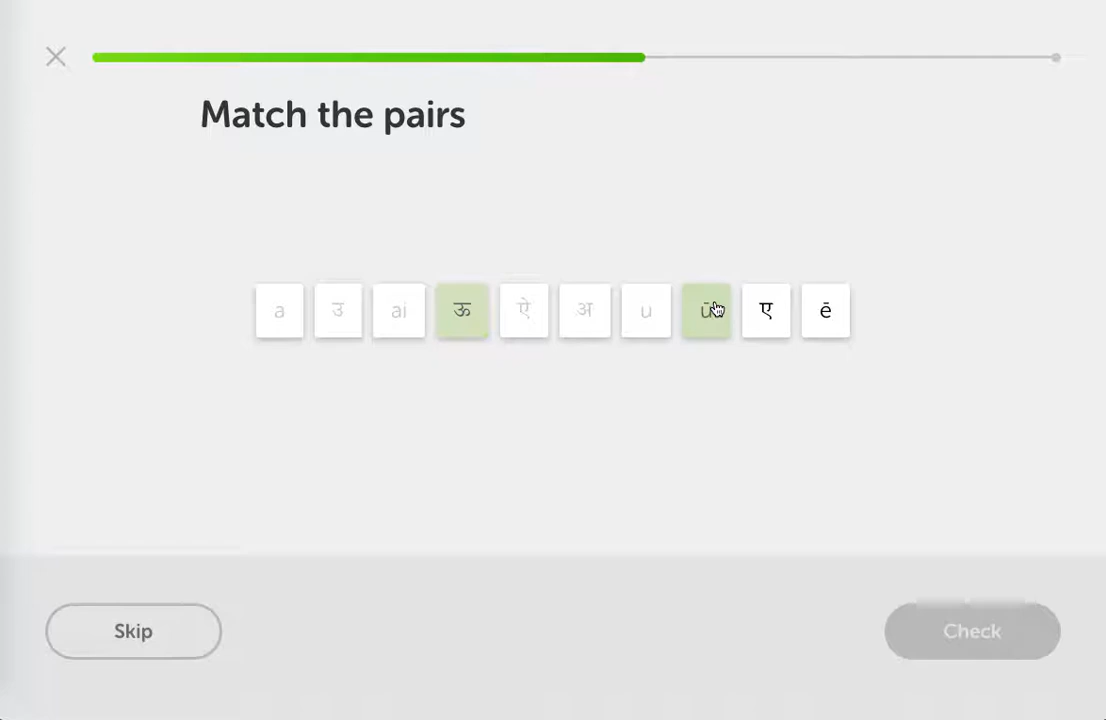 Match the pairs
a उ ai ऊ ऐ अ u ū ए ē
Skip
Check